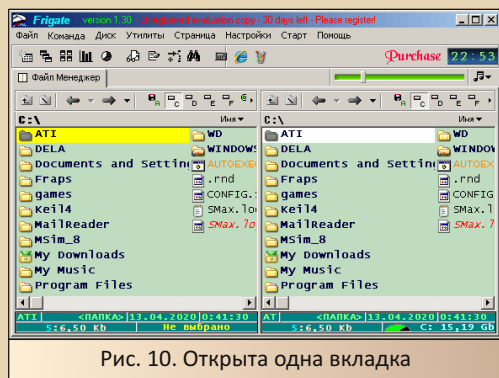 Frigate version 1.30 Unregistered evaluation copy - 30 days left - Please register!
Файл Команда Диск Утилиты Страница Настройки Старт Помощь
Purchase 22:53
Файл Менеджер
C:\ Имя C:\ Имя
ATI WD ATI WD
DELA WINDOWS DELA WINDOW
Documents and Settin AUTOEXE Documents and Settin AUTOEX
Fraps .rnd Fraps .rnd
games CONFIG. games CONFIG
Keil4 SMax.lo Keil4 SMax.l
MailReader SMax.lo MailReader SMax.l
MSim_8 MSim_8
My Downloads My Downloads
My Music My Music
Program Files Program Files
ATI <ПАПКА> 13.04.2020 0:41:30 AT <ПАПКА> 13.04.2020 0:41:30
5:6,50 Kb Не выбрано 5:6,50 Kb C: 15,19 Gb
Рис. 10. Открыта одна вкладка